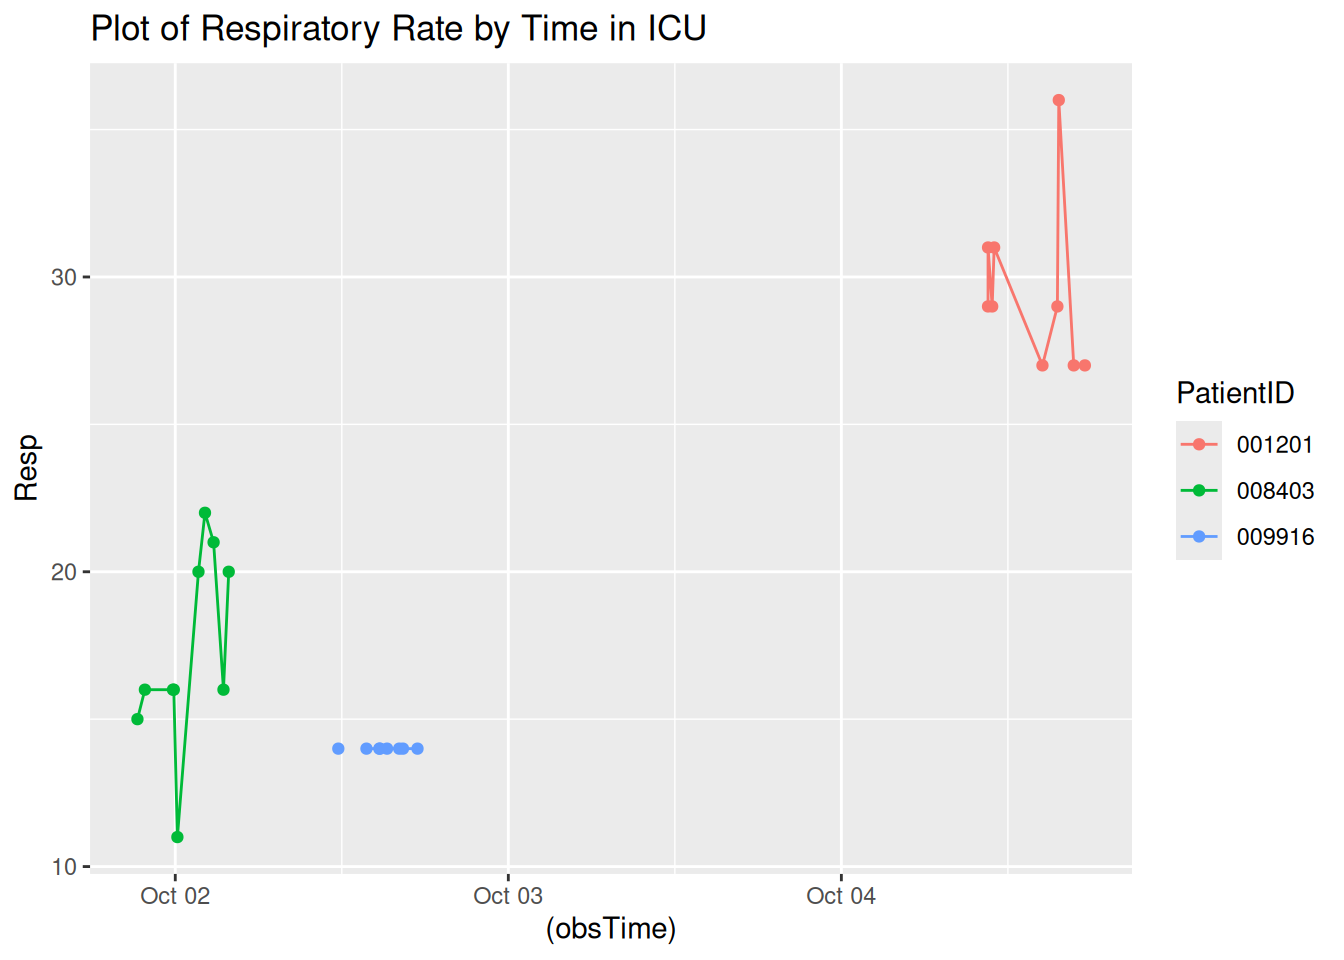 Plot of Respiratory Rate by Time in ICU
Resp
30
20
10
Oct 02
Oct 03
Oct 04
(obsTime)
PatientID
001201
008403
009916